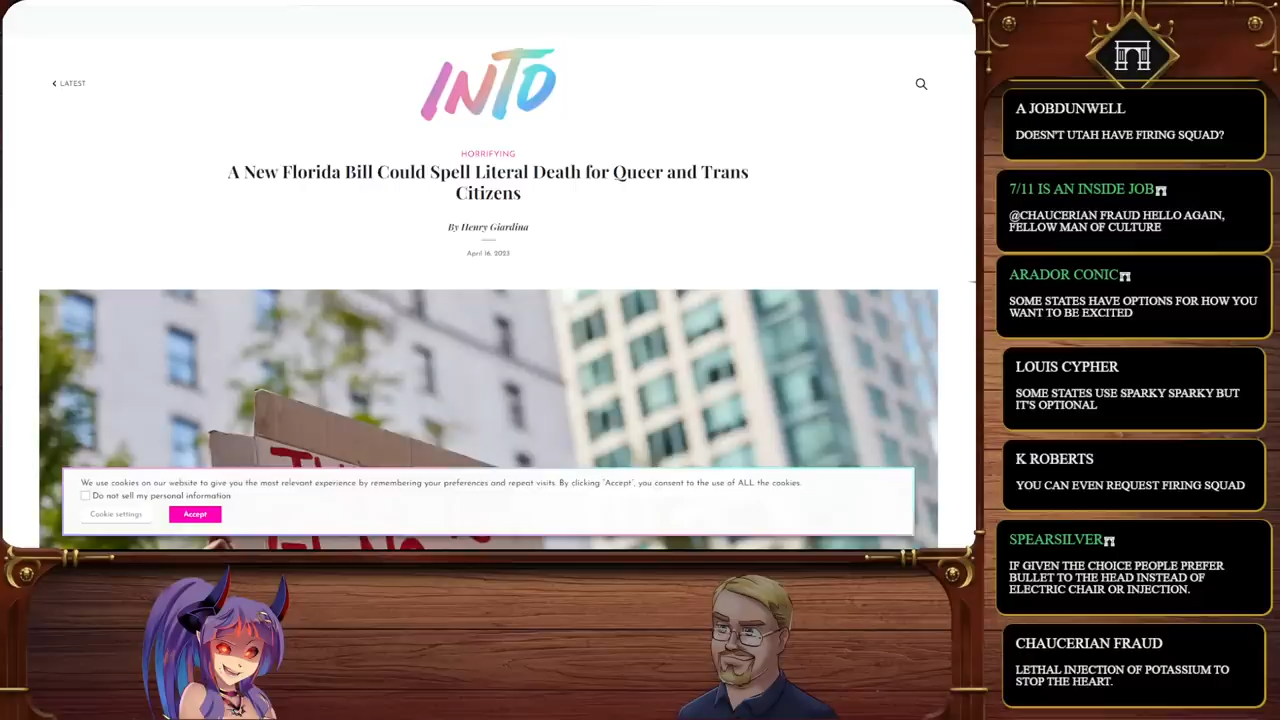 LATEST
INTO
HORRIFYING
A New Florida Bill Could Spell Literal Death for Queer and Trans
Citizens
By Henry Giardina
April 16, 2023
We use cookies on our website to give you the most relevant experience by remembering your preferences and repeat visits. By clicking "Accept", you consent to the use of ALL the cookies.
Do not sell my personal information
Cookie settings
Accept
A JOBDUNWELL
DOESN'T UTAH HAVE FIRING SQUAD?
7/11 IS AN INSIDE JOB
@CHAUCERIAN FRAUD HELLO AGAIN,
FELLOW MAN OF CULTURE
ARADOR CONIC
SOME STATES HAVE OPTIONS FOR HOW YOU
WANT TO BE EXCITED
LOUIS CYPHER
SOME STATES USE SPARKY SPARKY BUT
IT'S OPTIONAL
K ROBERTS
YOU CAN EVEN REQUEST FIRING SQUAD
SPEARSILVER
IF GIVEN THE CHOICE PEOPLE PREFER
BULLET TO THE HEAD INSTEAD OF
ELECTRIC CHAIR OR INJECTION.
CHAUCERIAN FRAUD
LETHAL INJECTION OF POTASSIUM TO
STOP THE HEART.